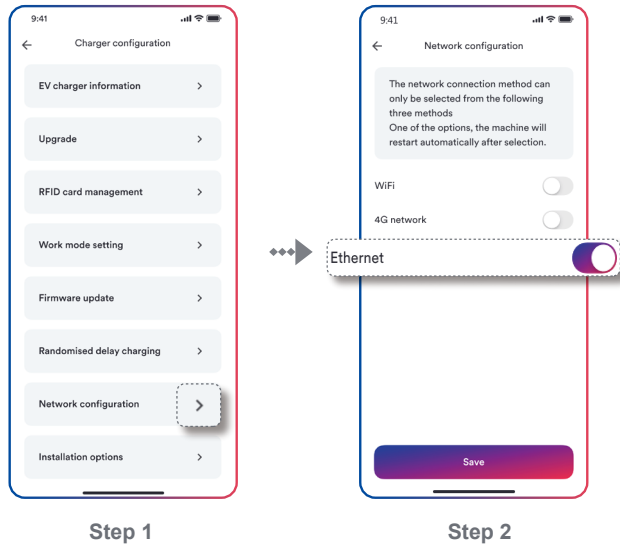 9:41
Charger configuration
EV charger information
Upgrade
RFID card management
Work mode setting
Firmware update
Randomised delay charging
Network configuration
Installation options
Step 1
9:41
Network configuration
The network connection method can
only be selected from the following
three methods
One of the options, the machine will
restart automatically after selection.
WiFi
4G network
Ethernet
Save
Step 2